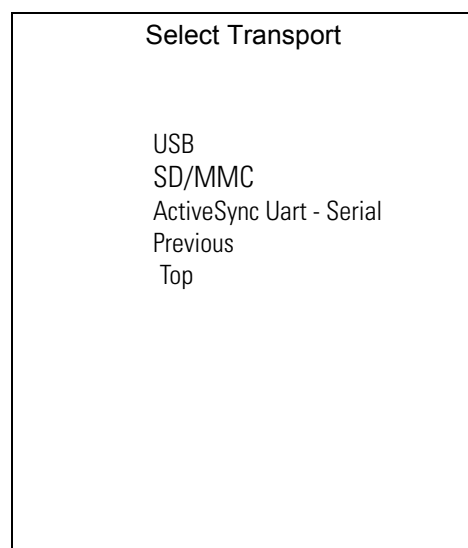 Select Transport
USB
SD/MMC
ActiveSync Uart - Serial
Previous
Top